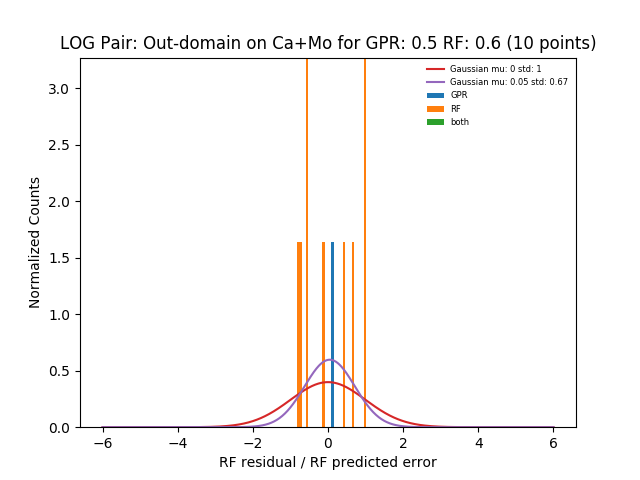 LOG Pair: Out-domain on Ca+Mo for GPR: 0.5 RF: 0.6 (10 points)
Gaussian mu: 0 std: 1
Gaussian mu: 0.05 std: 0.67
GPR
RF
both
3.0
2.5
2.0
1.5
1.0
0.5
0.0
Normalized Counts
−6
−4
−2
0
2
4
6
RF residual / RF predicted error